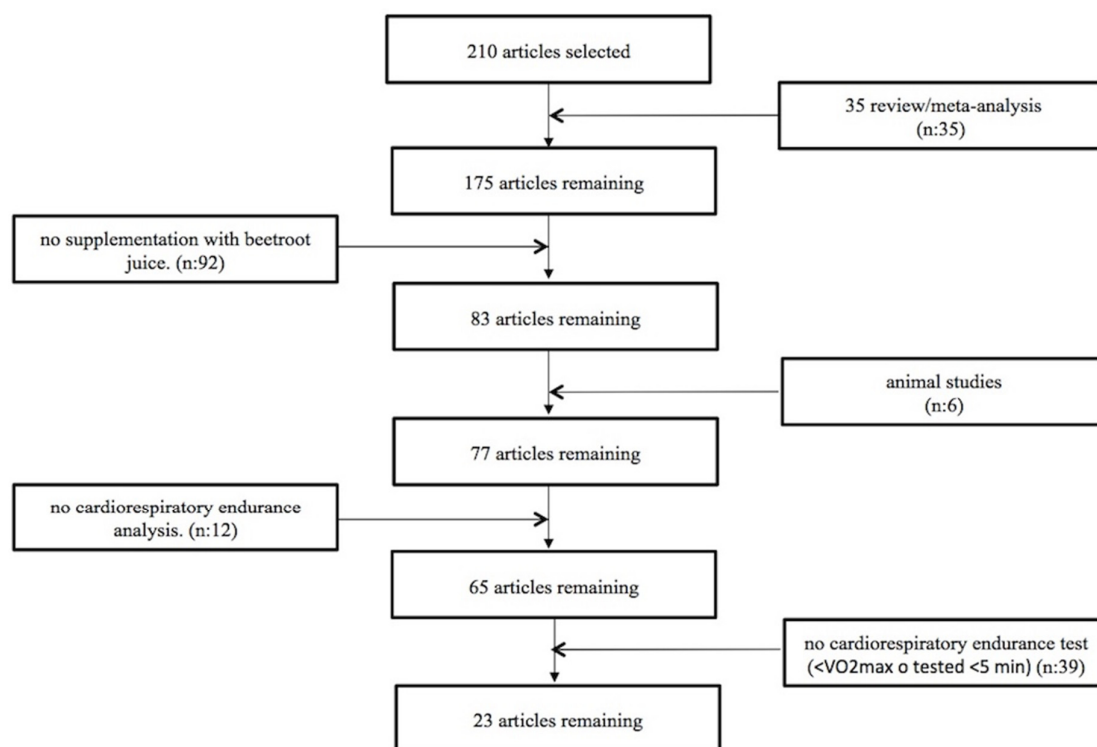 210 articles selected
35 review/meta-analysis
(n:35)
175 articles remaining
no supplementation with beetroot
juice. (n:92)
83 articles remaining
animal studies
(n:6)
77 articles remaining
no cardiorespiratory endurance
analysis. (n:12)
65 articles remaining
no cardiorespiratory endurance test
(<VO2max o tested <5 min) (n:39)
23 articles remaining